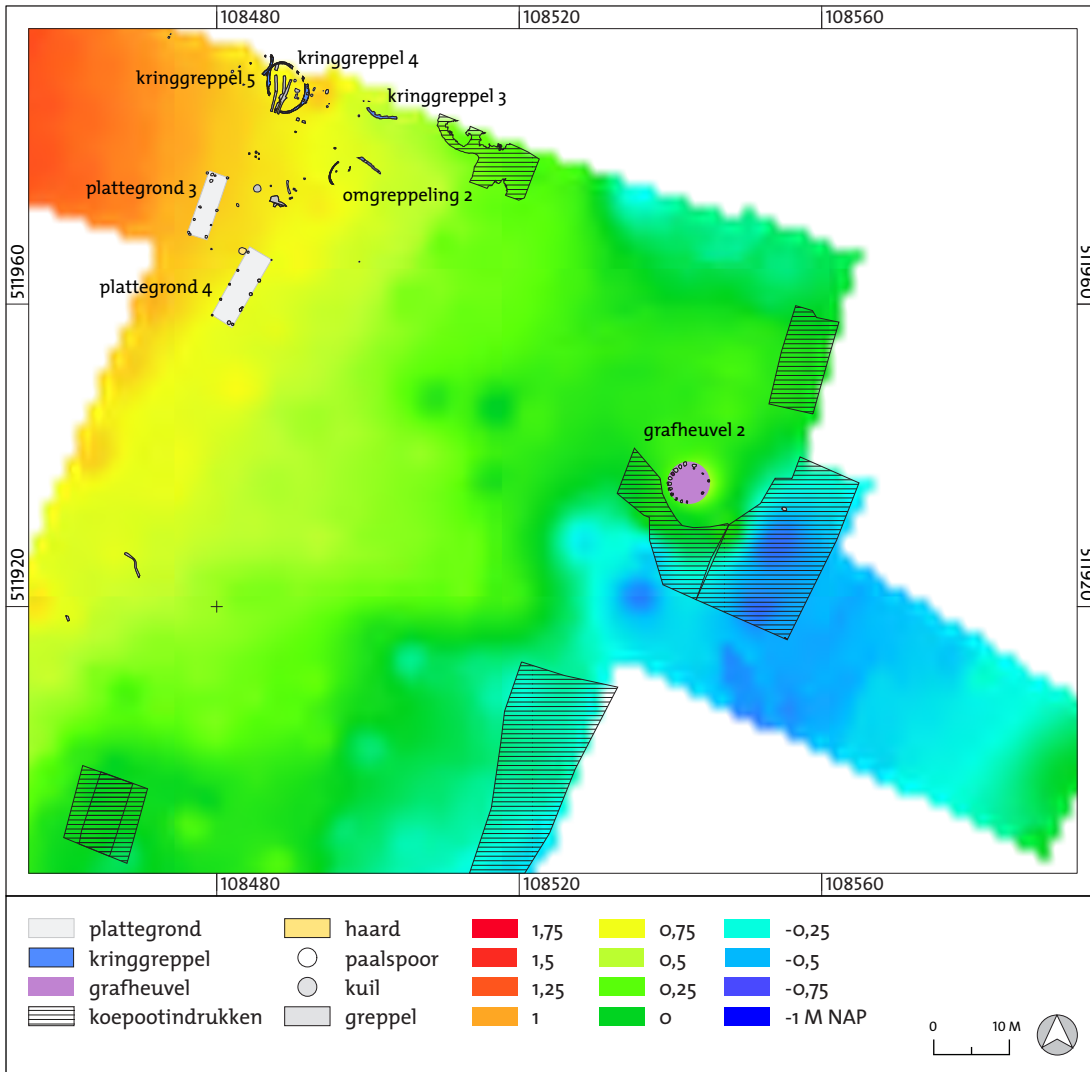 108480 108520 108560
kringgreppel 4
kringgreppel 5
kringgreppel 3
plattegrond 3
omgreppeling 2
511960 511960
plattegrond 4
grafheuvel 2
511920 511920
108480 108520 108560
plattegrond haard 1,75 0,75 -0,25
kringgreppel paalspoor 1,5 0,5 -0,5
grafheuvel kuil 1,25 0,25 -0,75
koepootindrukken greppel 1 0 -1 M NAP
0 10 M